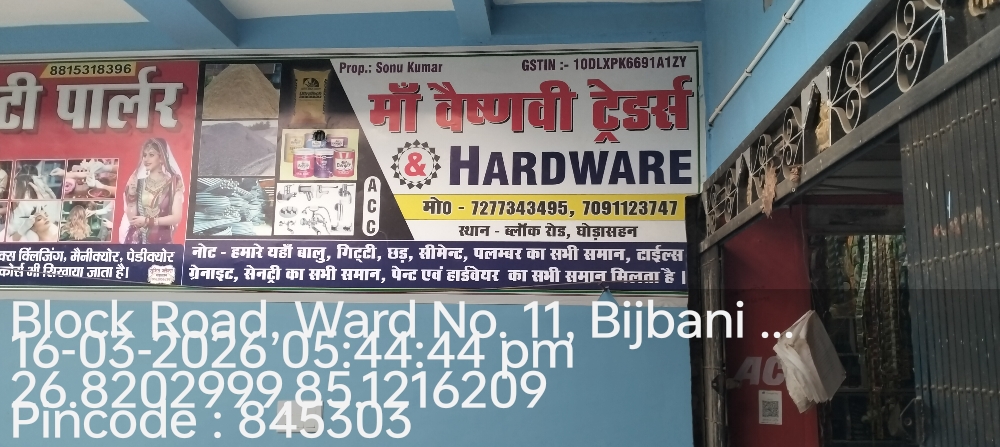 8815318396
टी पार्लर
क्स क्लिजिंग, मैनीक्योर, पेडीक्योर
कोर्स भी सिखाया जाता है।
Prop.: Sonu Kumar
GSTIN :- 10DLXPK6691A1ZY
माँ वैष्णवी ट्रेडर्स
& HARDWARE
ACC
मो0 - 7277343495, 7091123747
स्थान - ब्लॉक रोड, घोड़ासहन
नोट - हमारे यहाँ बालु, गिट्टी, छड़, सीमेन्ट, पलम्बर का सभी समान, टाईल्स
ग्रेनाइट, सेनट्री का सभी समान, पेन्ट एवं हार्डवेयर का सभी समान मिलता है।
AC
Block Road, Ward No. 11, Bijbani ...
16-03-2026 05:44:44 pm
26.8202999,85.1216209
Pincode : 845303